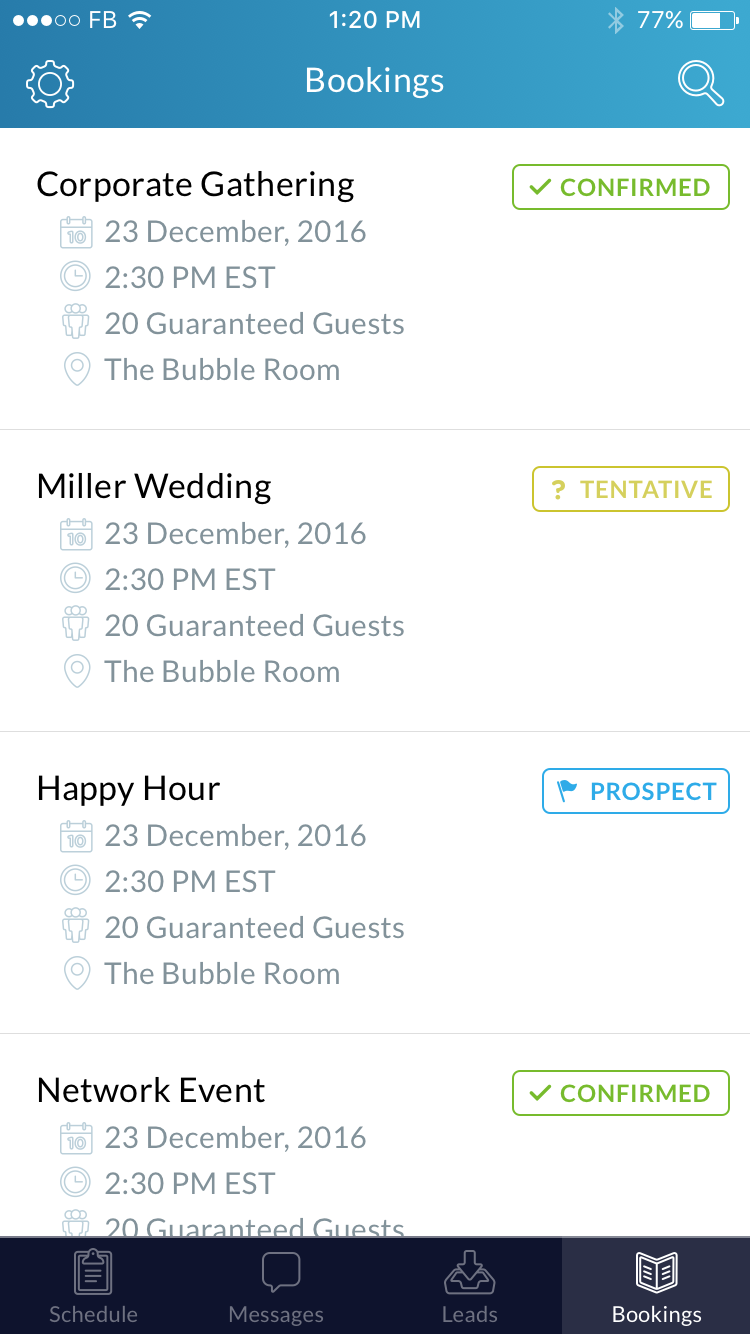 FB 1:20 PM 77%
Bookings
Corporate Gathering CONFIRMED
10 23 December, 2016
2:30 PM EST
20 Guaranteed Guests
The Bubble Room
Miller Wedding ? TENTATIVE
10 23 December, 2016
2:30 PM EST
20 Guaranteed Guests
The Bubble Room
Happy Hour PROSPECT
10 23 December, 2016
2:30 PM EST
20 Guaranteed Guests
The Bubble Room
Network Event CONFIRMED
10 23 December, 2016
2:30 PM EST
20 Guaranteed Guests
Schedule Messages Leads Bookings